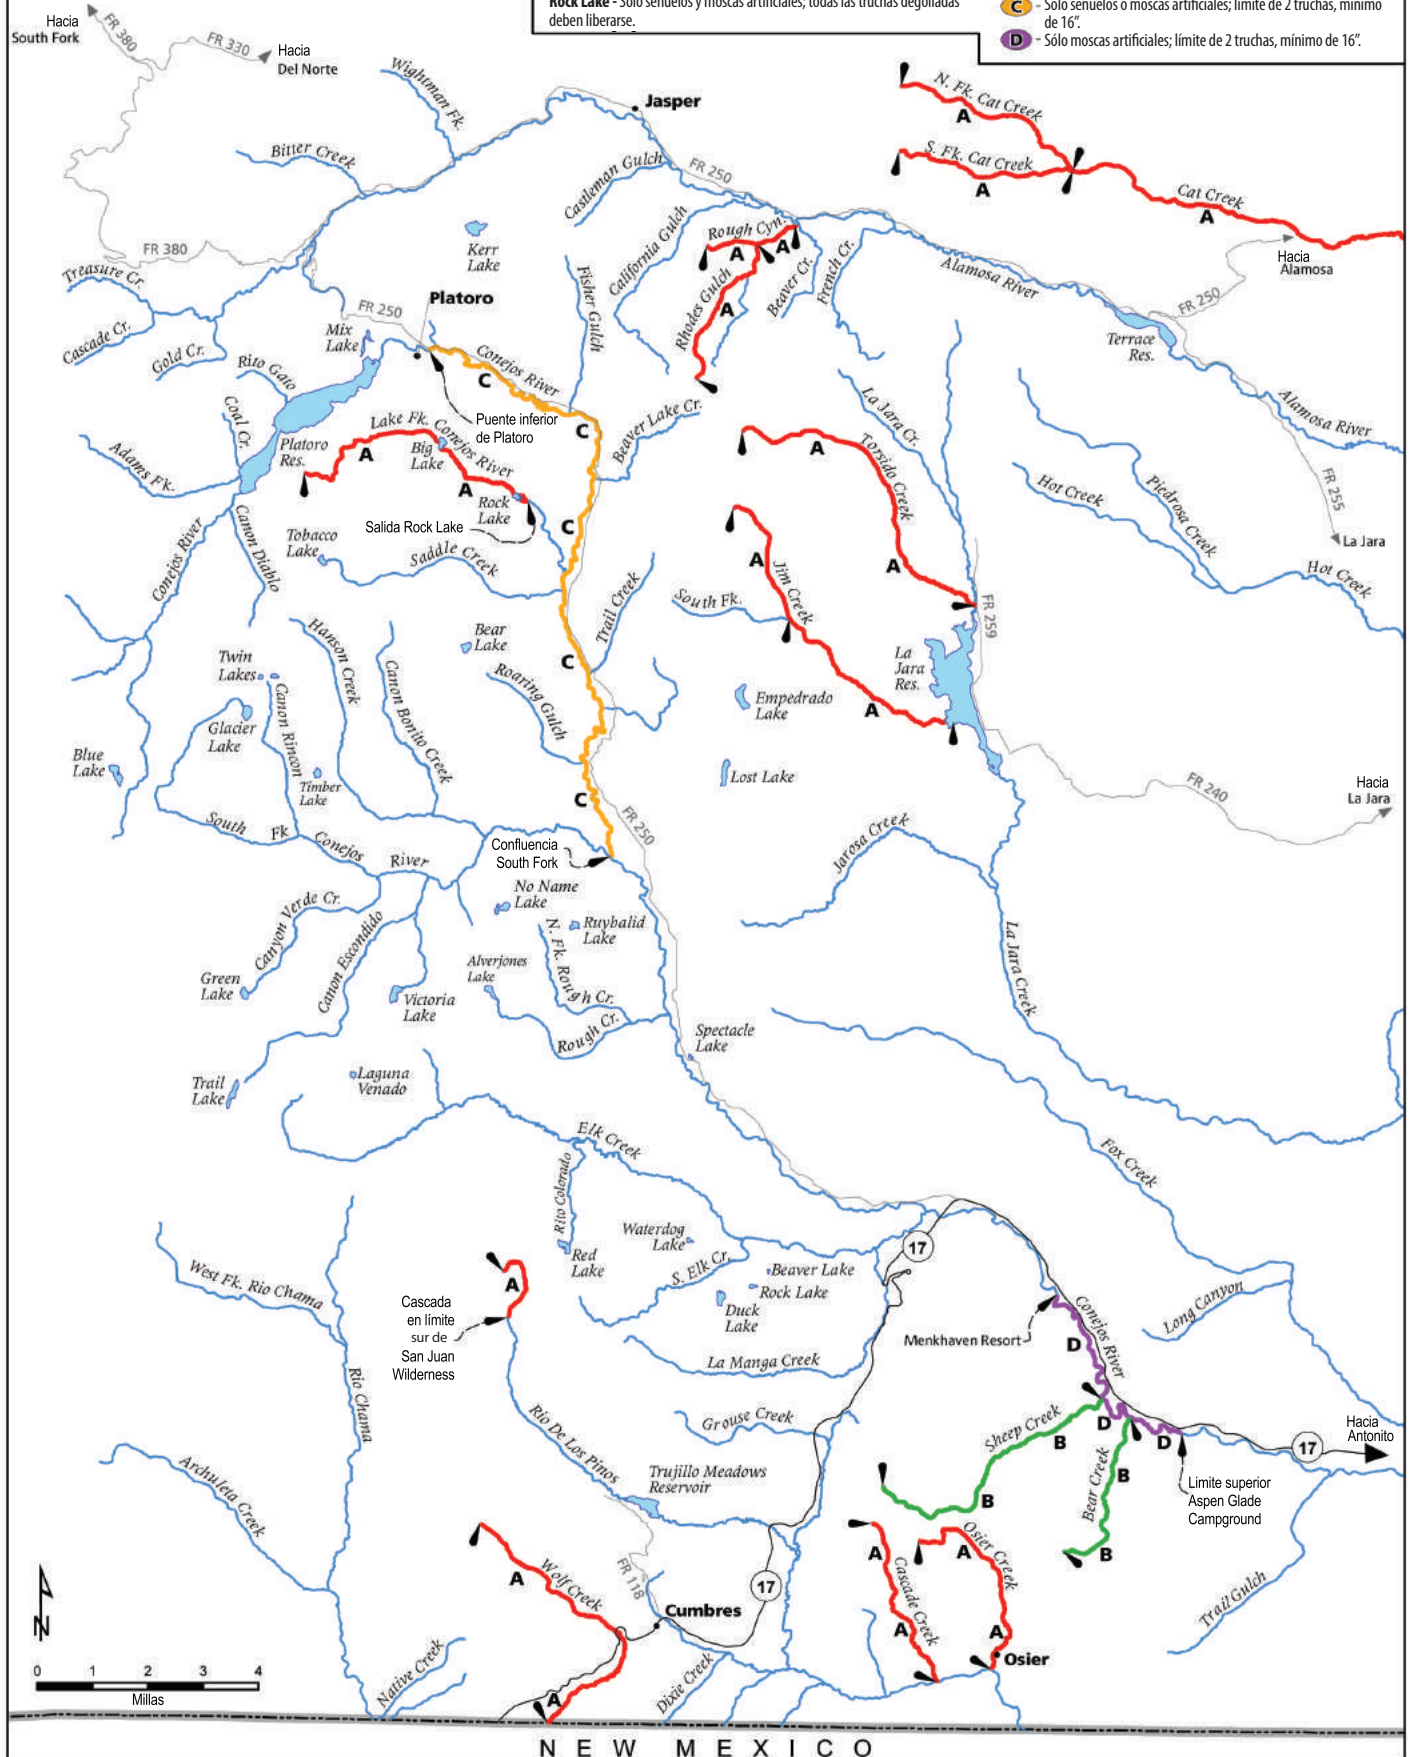 Rock Lake - Sólo señuelos y moscas artificiales; todas las truchas degolladas
deben liberarse.
C - Sólo señuelos o moscas artificiales; límite de 2 truchas, mínimo
de 16”.
D - Sólo moscas artificiales; límite de 2 truchas, mínimo de 16”.
Hacia
South Fork
FR 380
FR 330
Hacia
Del Norte
Wightman Fk.
Jasper
Bitter Creek
Castleman Gulch
FR 250
N. Fk. Cat Creek
A
S. Fk. Cat Creek
A
Cat Creek
A
FR 380
Kerr
Lake
California Gulch
Rough Cyn.
A
A
Rhodes Gulch
A
Beaver Cr.
French Cr.
Alamosa River
Hacia
Alamosa
FR 250
Treasure Cr.
Cascade Cr.
Gold Cr.
Platoro
FR 250
Mix
Lake
Fisher Gulch
Terrace
Res.
Alamosa River
Rito Gato
Coal Cr.
Conejos River
C
Puente inferior
de Platoro
C
Beaver Lake Cr.
La Jara Cr.
Adams Fk.
Platoro
Res.
Lake Fk. Conejos River
A
Big
Lake
A
Rock
Lake
Salida Rock Lake
Torsido Creek
A
A
Hot Creek
Piedrosa Creek
FR 255
La Jara
Hot Creek
Conejos River
Canon Diablo
Tobacco
Lake
Saddle Creek
C
Trail Creek
A
Jim Creek
South Fk.
A
FR 259
La
Jara
Res.
Hanson Creek
Bear
Lake
C
Twin
Lakes
Canon Rincon
Canon Bonito Creek
Roaring Gulch
Glacier
Lake
Empedrado
Lake
Blue
Lake
Timber
Lake
Lost Lake
C
FR 240
Hacia
La Jara
South Fk Conejos River
FR 250
Confluencia
South Fork
Jarosa Creek
No Name
Lake
Canyon Verde Cr.
Canon Escondido
N. Fk. Rough Cr.
Ruybalid
Lake
La Jara Creek
Green
Lake
Alverjones
Lake
Victoria
Lake
Rough Cr.
Spectacle
Lake
Trail
Lake
Laguna
Venado
Elk Creek
Fox Creek
Rito Colorado
Red
Lake
Waterdog
Lake
S. Elk Cr.
17
West Fk. Rio Chama
A
Cascada
en límite
sur de
San Juan
Wilderness
Beaver Lake
Rock Lake
Duck
Lake
Long Canyon
Menkhaven Resort
Conejos River
D
La Manga Creek
Rio Chama
Rio De Los Pinos
Grouse Creek
Sheep Creek
B
D
D
17
Hacia
Antonito
Archuleta Creek
Trujillo Meadows
Reservoir
B
Bear Creek
B
B
Limite superior
Aspen Glade
Campground
Wolf Creek
A
FR 118
17
A
Cascade Creek
A
Osier Creek
A
A
Trail Gulch
Cumbres
Osier
N
0 1 2 3 4
Millas
Native Creek
A
Dixie Creek
NEW MEXICO